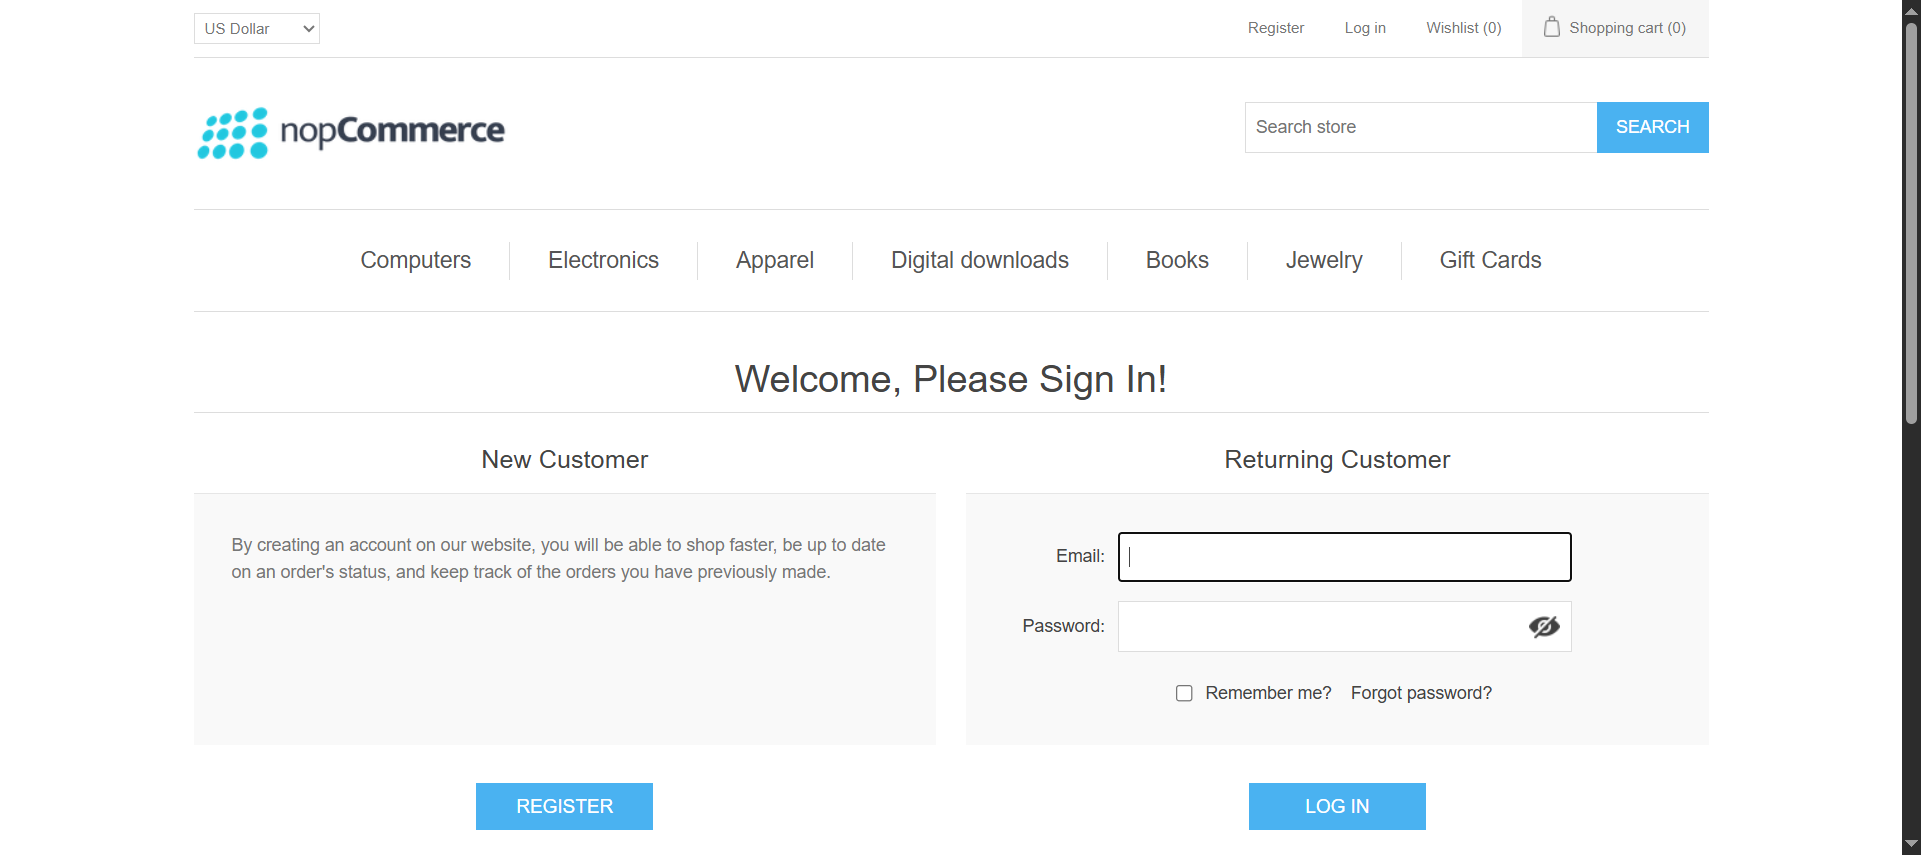 US Dollar
Register
Log in
Wishlist (0)
Shopping cart (0)
nopCommerce
Search store
SEARCH
Computers
Electronics
Apparel
Digital downloads
Books
Jewelry
Gift Cards
Welcome, Please Sign In!
New Customer
By creating an account on our website, you will be able to shop faster, be up to date
on an order's status, and keep track of the orders you have previously made.
REGISTER
Returning Customer
Email:
Password:
Remember me?
Forgot password?
LOG IN